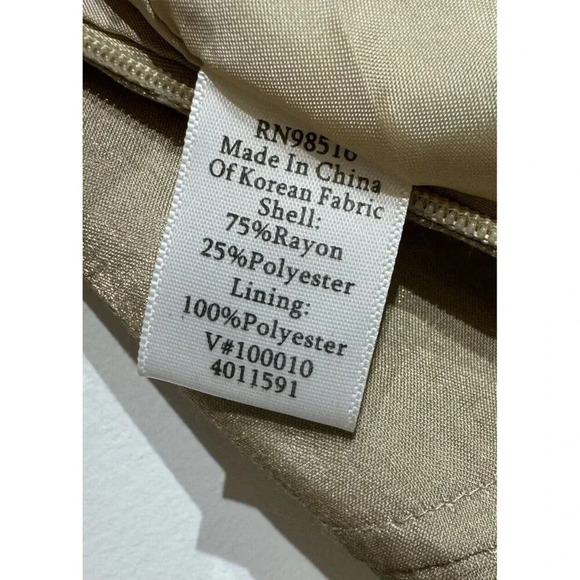 RN98516
Made In China
Of Korean Fabric
Shell:
75%Rayon
25%Polyester
Lining:
100%Polyester
V#100010
4011591